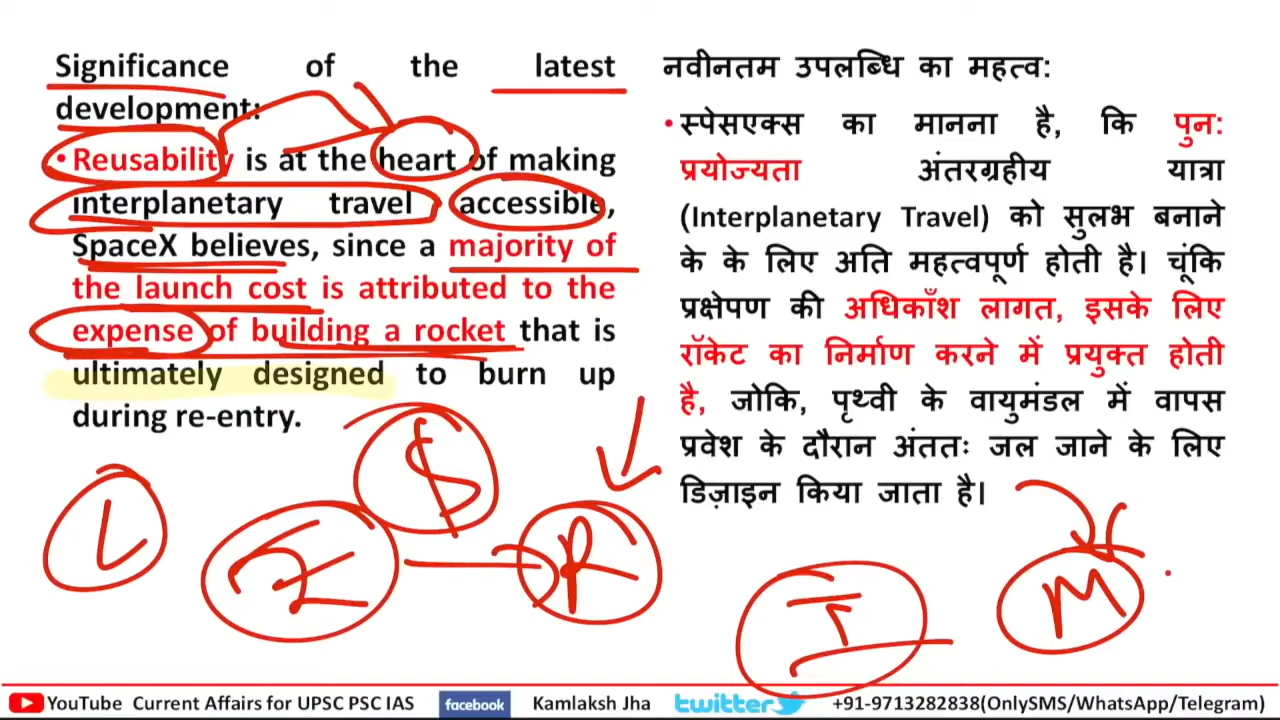 Significance of the latest
development:
• Reusability is at the heart of making
interplanetary travel accessible,
SpaceX believes, since a majority of
the launch cost is attributed to the
expense of building a rocket that is
ultimately designed to burn up
during re-entry.
नवीनतम उपलब्धि का महत्व:
• स्पेसएक्स का मानना है, कि पुन:
प्रयोज्यता अंतरग्रहीय यात्रा
(Interplanetary Travel) को सुलभ बनाने
के के लिए अति महत्वपूर्ण होती है। चूंकि
प्रक्षेपण की अधिकाँश लागत, इसके लिए
रॉकेट का निर्माण करने में प्रयुक्त होती
है, जोकि, पृथ्वी के वायुमंडल में वापस
प्रवेश के दौरान अंततः जल जाने के लिए
डिज़ाइन किया जाता है।
$
L
R
I
M
YouTube Current Affairs for UPSC PSC IAS facebook Kamlaksh Jha twitter +91-9713282838(OnlySMS/WhatsApp/Telegram)